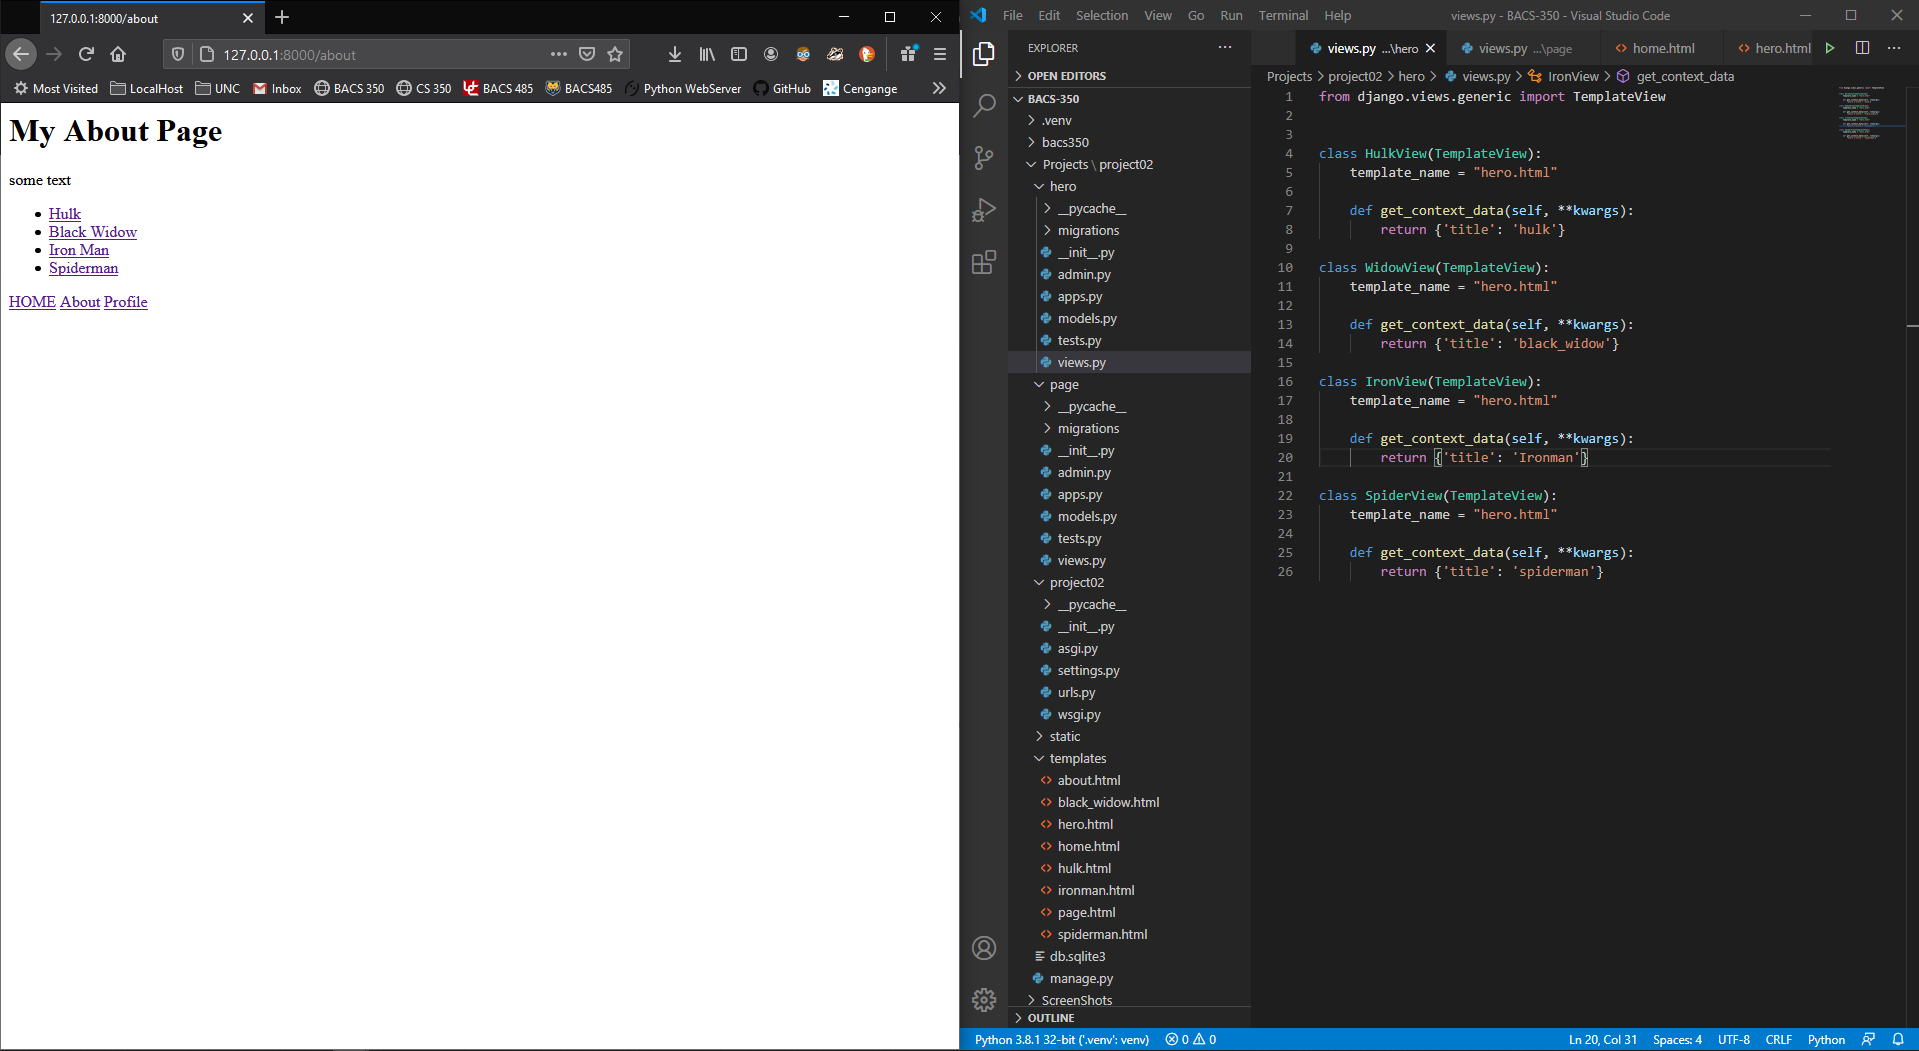 127.0.0.1:8000/about
127.0.0.1:8000/about
Most Visited LocalHost UNC Inbox BACS 350 CS 350 BACS 485 BACS485 Python WebServer GitHub Cengange
My About Page
some text
Hulk
Black Widow
Iron Man
Spiderman
HOME About Profile
File Edit Selection View Go Run Terminal Help views.py - BACS-350 - Visual Studio Code
EXPLORER
OPEN EDITORS
BACS-350
.venv
bacs350
Projects \ project02
hero
__pycache__
migrations
__init__.py
admin.py
apps.py
models.py
tests.py
views.py
page
__pycache__
migrations
__init__.py
admin.py
apps.py
models.py
tests.py
views.py
project02
__pycache__
__init__.py
asgi.py
settings.py
urls.py
wsgi.py
static
templates
about.html
black_widow.html
hero.html
home.html
hulk.html
ironman.html
page.html
spiderman.html
db.sqlite3
manage.py
ScreenShots
OUTLINE
views.py ...\hero views.py ...\page home.html hero.html
Projects > project02 > hero > views.py > IronView > get_context_data
1 from django.views.generic import TemplateView
2
3
4 class HulkView(TemplateView):
5 template_name = "hero.html"
6
7 def get_context_data(self, **kwargs):
8 return {'title': 'hulk'}
9
10 class WidowView(TemplateView):
11 template_name = "hero.html"
12
13 def get_context_data(self, **kwargs):
14 return {'title': 'black_widow'}
15
16 class IronView(TemplateView):
17 template_name = "hero.html"
18
19 def get_context_data(self, **kwargs):
20 return {'title': 'Ironman'}
21
22 class SpiderView(TemplateView):
23 template_name = "hero.html"
24
25 def get_context_data(self, **kwargs):
26 return {'title': 'spiderman'}
Python 3.8.1 32-bit ('.venv': venv) 0 0 Ln 20, Col 31 Spaces: 4 UTF-8 CRLF Python